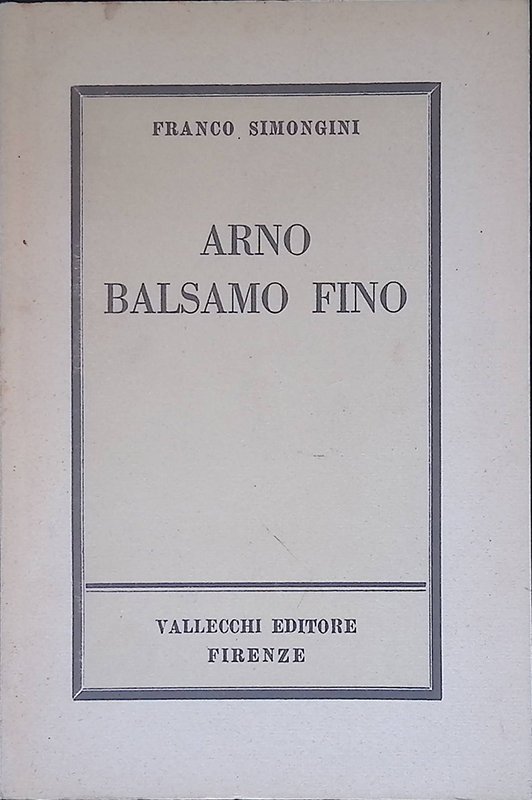 FRANCO SIMONGINI
ARNO
BALSAMO FINO
VALLECCHI EDITORE
FIRENZE